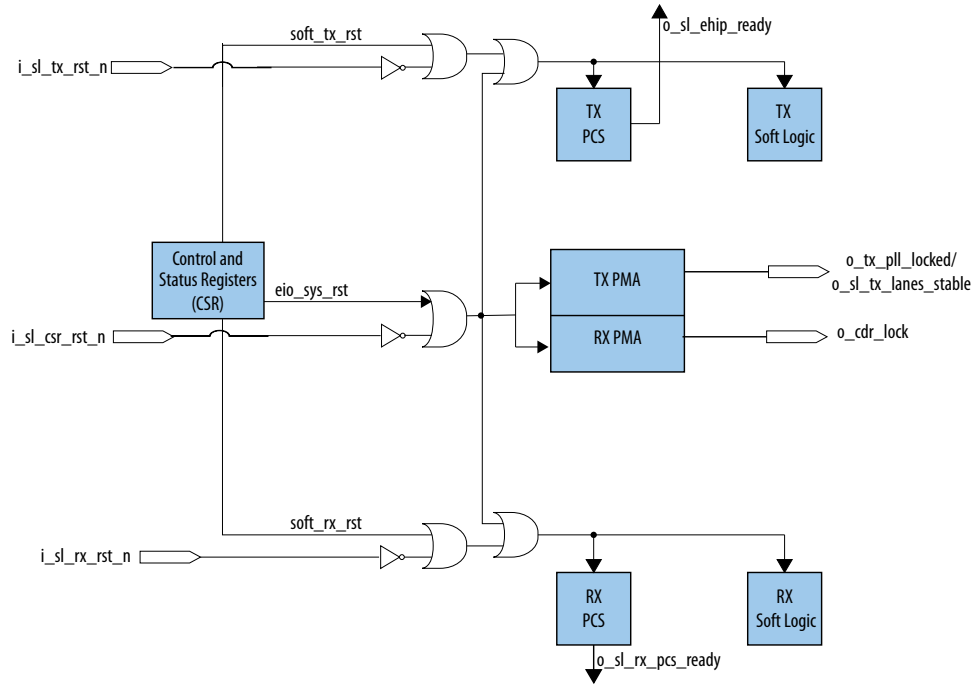 o_sl_ehip_ready
soft_tx_rst
i_sl_tx_rst_n
TX
PCS
TX
Soft Logic
Control and
Status Registers
(CSR)
eio_sys_rst
i_sl_csr_rst_n
TX PMA
RX PMA
o_tx_pll_locked/
o_sl_tx_lanes_stable
o_cdr_lock
soft_rx_rst
i_sl_rx_rst_n
RX
PCS
RX
Soft Logic
o_sl_rx_pcs_ready